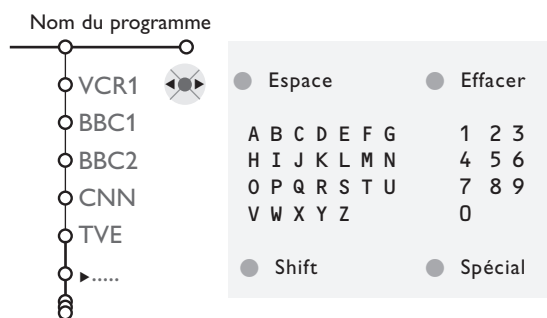 Nom du programme
VCR1
BBC1
BBC2
CNN
TVE
.....
Espace Effacer
A B C D E F G 1 2 3
H I J K L M N 4 5 6
O P Q R S T U 7 8 9
V W X Y Z 0
Shift Spécial